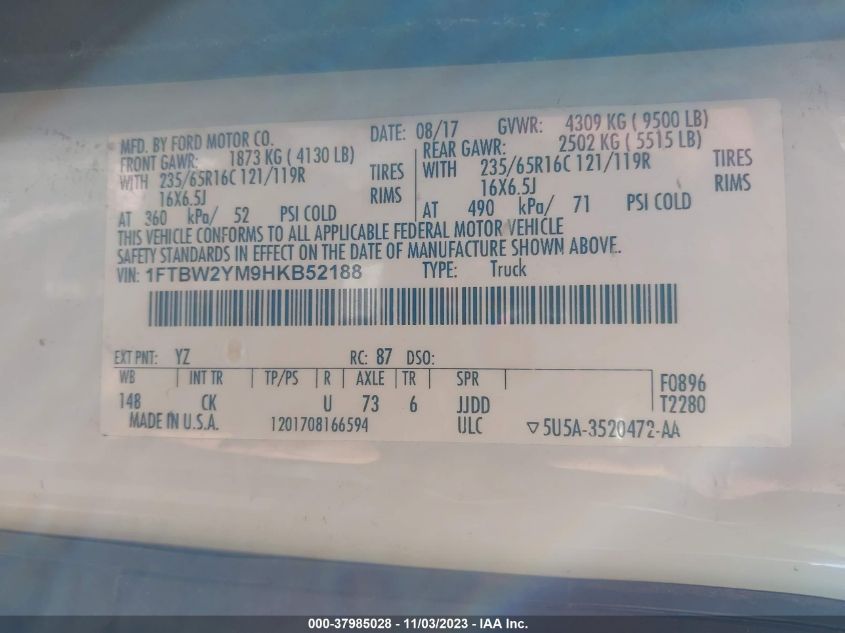 MFD. BY FORD MOTOR CO. DATE: 08/17 GVWR: 4309 KG ( 9500 LB)
FRONT GAWR: 1873 KG ( 4130 LB) REAR GAWR: 2502 KG ( 5515 LB)
WITH 235/65R16C 121/119R TIRES WITH 235/65R16C 121/119R TIRES
16X6.5J RIMS 16X6.5J RIMS
AT 360 kPa/ 52 PSI COLD AT 490 kPa/ 71 PSI COLD
THIS VEHICLE CONFORMS TO ALL APPLICABLE FEDERAL MOTOR VEHICLE
SAFETY STANDARDS IN EFFECT ON THE DATE OF MANUFACTURE SHOWN ABOVE.
VIN: 1FTBW2YM9HKB52188 TYPE: Truck
EXT PNT: YZ RC: 87 DSO:
WB INT TR TP/PS R AXLE TR SPR F0896
148 CK U 73 6 JJDD T2280
MADE IN U.S.A. 1201708166594 ULC ▽5U5A-3520472-AA
000-37985028 - 11/03/2023 - IAA Inc.